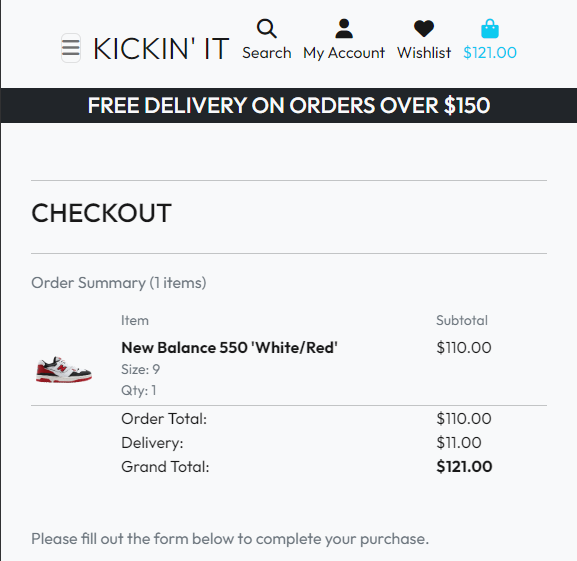 KICKIN' IT
Search My Account Wishlist $121.00
FREE DELIVERY ON ORDERS OVER $150
CHECKOUT
Order Summary (1 items)
Item Subtotal
New Balance 550 'White/Red' $110.00
Size: 9
Qty: 1
Order Total: $110.00
Delivery: $11.00
Grand Total: $121.00
Please fill out the form below to complete your purchase.